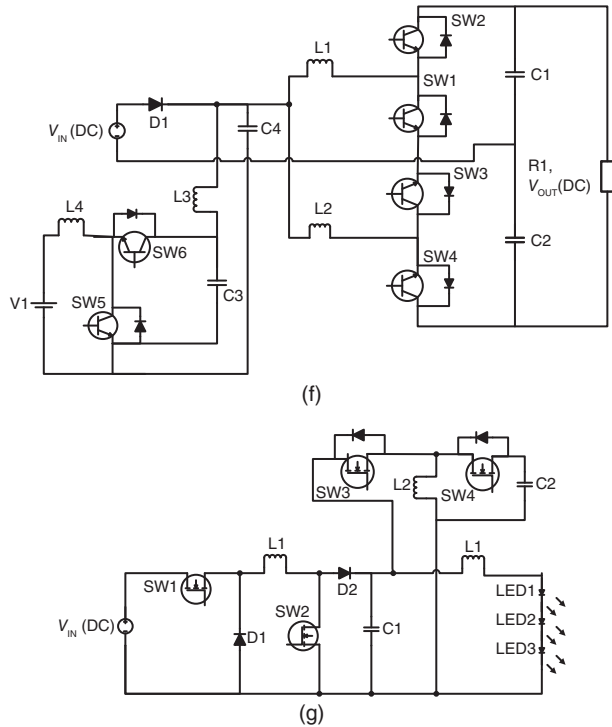 SW2
L1
SW1
C1
D1
C4
V_IN (DC)
R1,
V_OUT(DC)
SW3
L3
L4
L2
SW6
SW4
C2
C3
V1
SW5
(f)
SW3
L2
SW4
C2
L1
L1
SW1
D2
LED1
SW2
LED2
V_IN (DC)
D1
C1
LED3
(g)